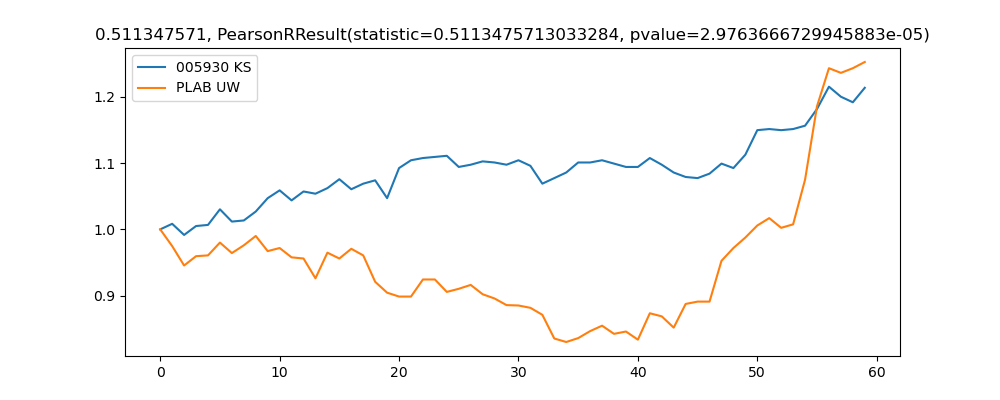 0.511347571, PearsonRResult(statistic=0.5113475713033284, pvalue=2.9763666729945883e-05)
005930 KS
PLAB UW
1.2
1.1
1.0
0.9
0 10 20 30 40 50 60